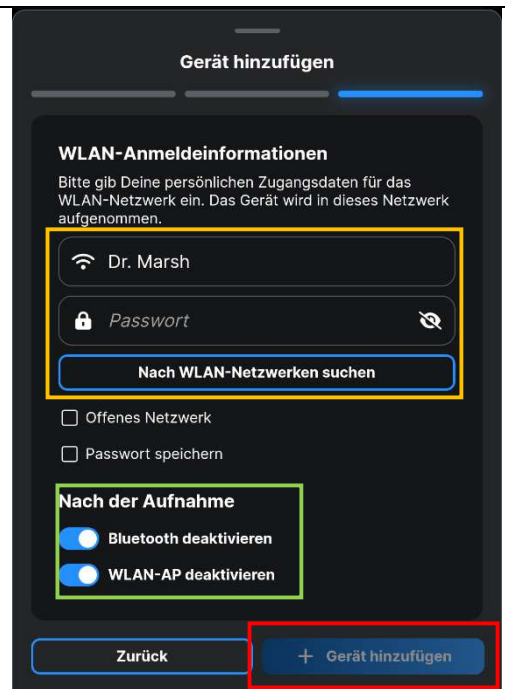 Gerät hinzufügen
WLAN-Anmeldeinformationen
Bitte gib Deine persönlichen Zugangsdaten für das
WLAN-Netzwerk ein. Das Gerät wird in dieses Netzwerk
aufgenommen.
Dr. Marsh
Passwort
Nach WLAN-Netzwerken suchen
Offenes Netzwerk
Passwort speichern
Nach der Aufnahme
Bluetooth deaktivieren
WLAN-AP deaktivieren
Zurück
+ Gerät hinzufügen